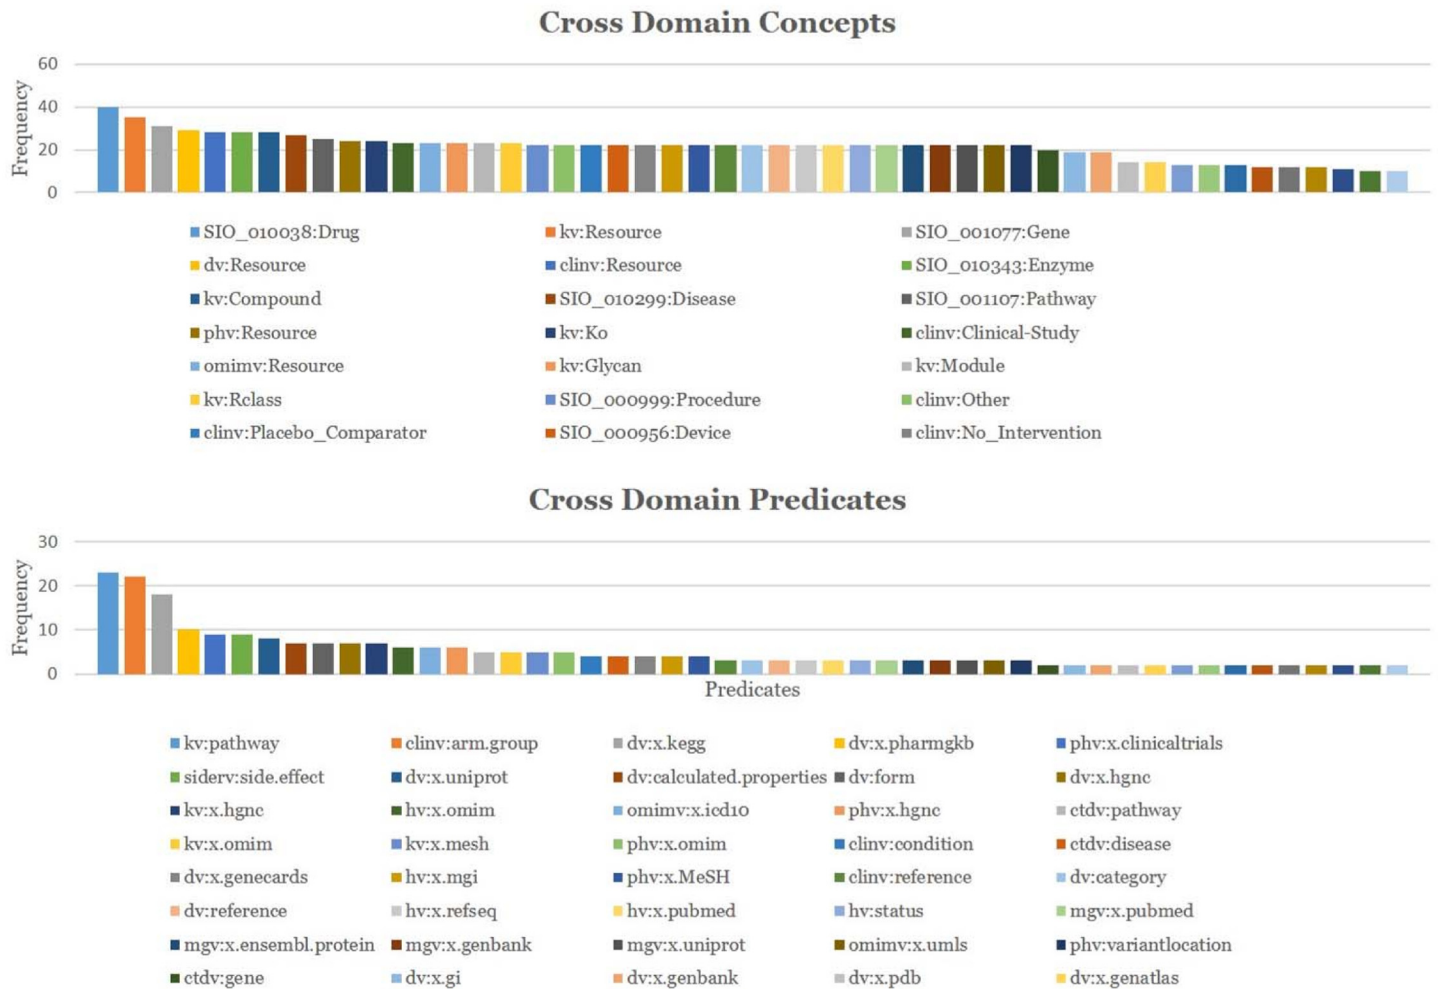 Cross Domain Concepts
60
40
20
0
Frequency
SIO_010038:Drug kv:Resource SIO_001077:Gene
dv:Resource clinv:Resource SIO_010343:Enzyme
kv:Compound SIO_010299:Disease SIO_001107:Pathway
phv:Resource kv:Ko clinv:Clinical-Study
omimv:Resource kv:Glycan kv:Module
kv:Rclass SIO_000999:Procedure clinv:Other
clinv:Placebo_Comparator SIO_000956:Device clinv:No_Intervention
Cross Domain Predicates
30
20
10
0
Frequency
Predicates
kv:pathway clinv:arm.group dv:x.kegg dv:x.pharmgkb phv:x.clinicaltrials
siderv:side.effect dv:x.uniprot dv:calculated.properties dv:form dv:x.hgnc
kv:x.hgnc hv:x.omim omimv:x.icd10 phv:x.hgnc ctdv:pathway
kv:x.omim kv:x.mesh phv:x.omim clinv:condition ctdv:disease
dv:x.genecards hv:x.mgi phv:x.MeSH clinv:reference dv:category
dv:reference hv:x.refseq hv:x.pubmed hv:status mgv:x.pubmed
mgv:x.ensembl.protein mgv:x.genbank mgv:x.uniprot omimv:x.umls phv:variantlocation
ctdv:gene dv:x.gi dv:x.genbank dv:x.pdb dv:x.genatlas